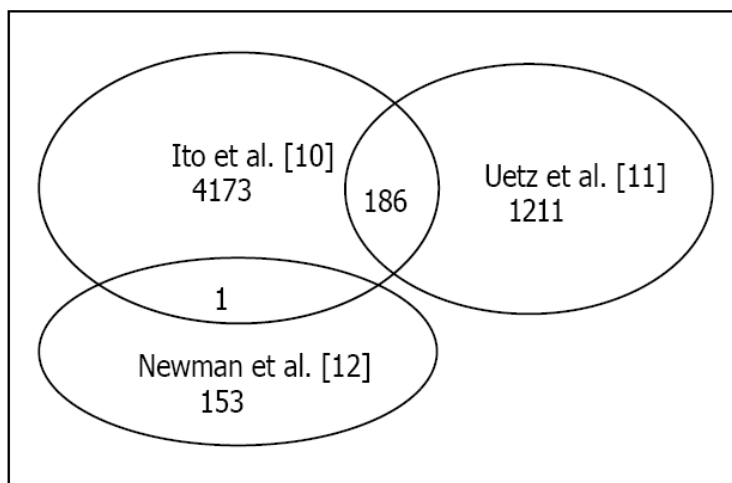 Ito et al. [10]
4173
186
Uetz et al. [11]
1211
1
Newman et al. [12]
153